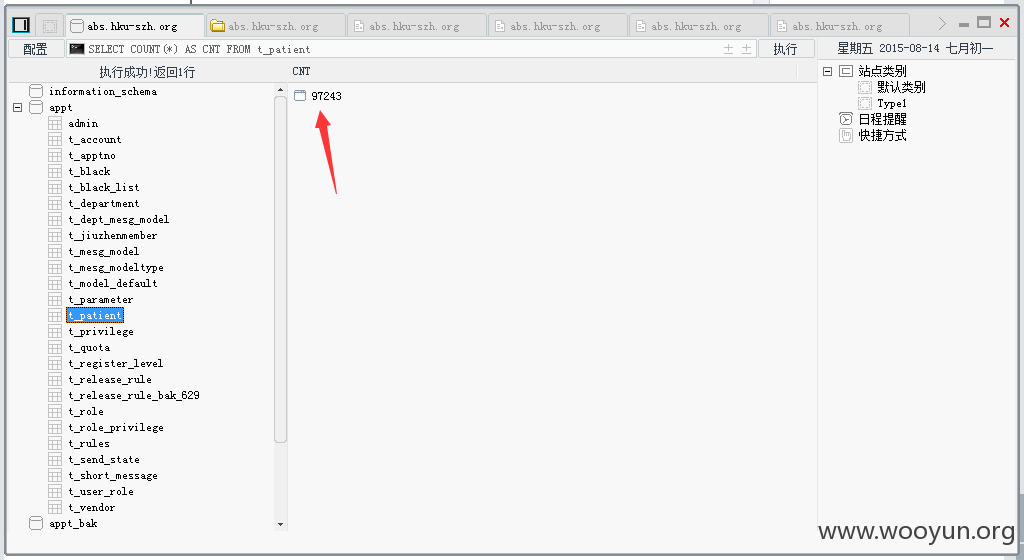 abs.hku-szh.org
abs.hku-szh.org
abs.hku-szh.org
abs.hku-szh.org
abs.hku-szh.org
abs.hku-szh.org
配置
SELECT COUNT(*) AS CNT FROM t_patient
执行
星期五 2015-08-14 七月初一
执行成功!返回1行
CNT
97243
information_schema
appt
admin
t_account
t_apptno
t_black
t_black_list
t_department
t_dept_mesg_model
t_jiuzhenmember
t_mesg_model
t_mesg_modeltype
t_model_default
t_parameter
t_patient
t_privilege
t_quota
t_register_level
t_release_rule
t_release_rule_bak_629
t_role
t_role_privilege
t_rules
t_send_state
t_short_message
t_user_role
t_vendor
appt_bak
站点类别
默认类别
Type1
日程提醒
快捷方式
www.wooyun.org